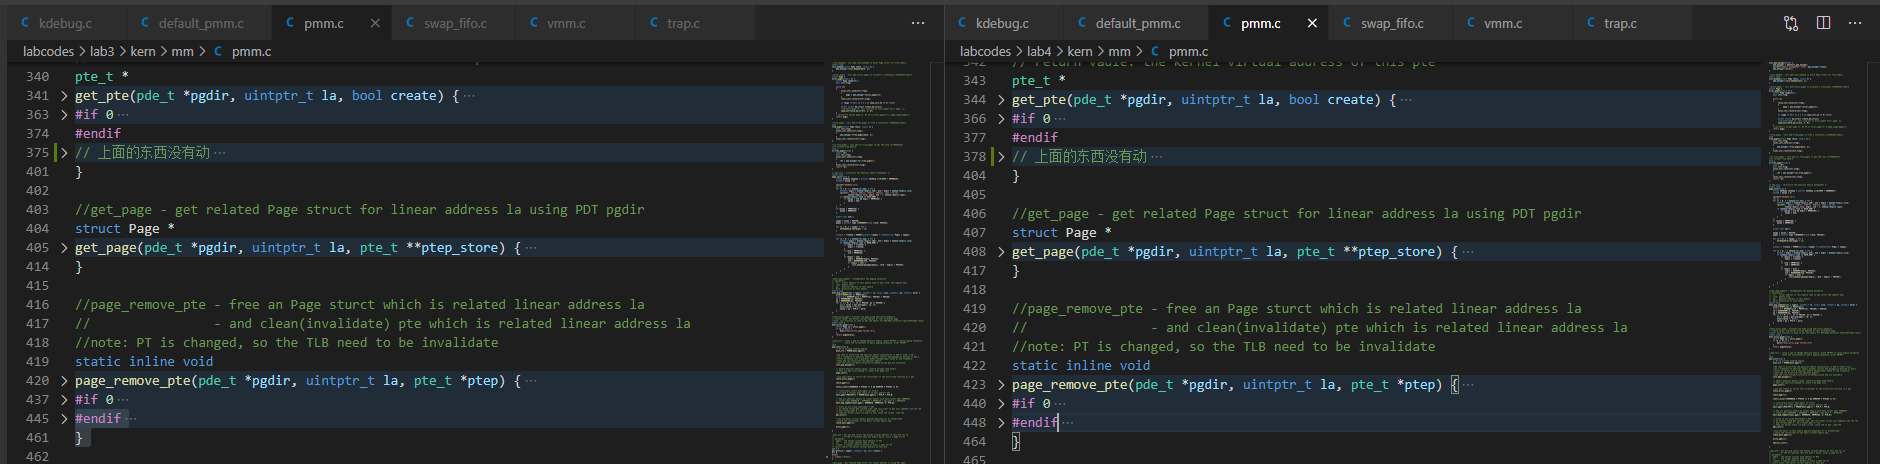 kdebug.c default_pmm.c pmm.c × swap_fifo.c vmm.c trap.c ···
labcodes > lab3 > kern > mm > C pmm.c
340 pte_t *
341 > get_pte(pde_t *pgdir, uintptr_t la, bool create) { ···
363 > #if 0 ···
374 #endif
375 > // 上面的东西没有动 ···
401 }
402
403 //get_page - get related Page struct for linear address la using PDT pgdir
404 struct Page *
405 > get_page(pde_t *pgdir, uintptr_t la, pte_t **ptep_store) { ···
414 }
415
416 //page_remove_pte - free an Page sturct which is related linear address la
417 // - and clean(invalidate) pte which is related linear address la
418 //note: PT is changed, so the TLB need to be invalidate
419 static inline void
420 > page_remove_pte(pde_t *pgdir, uintptr_t la, pte_t *ptep) { ···
437 > #if 0 ···
445 > #endif ···
461 }
462
C kdebug.c C default_pmm.c C pmm.c × C swap_fifo.c C vmm.c C trap.c ···
labcodes > lab4 > kern > mm > C pmm.c
342 // return vaule: the kernel virtual address of this pte
343 pte_t *
344 > get_pte(pde_t *pgdir, uintptr_t la, bool create) { ···
366 > #if 0 ···
377 #endif
378 > // 上面的东西没有动 ···
404 }
405
406 //get_page - get related Page struct for linear address la using PDT pgdir
407 struct Page *
408 > get_page(pde_t *pgdir, uintptr_t la, pte_t **ptep_store) { ···
417 }
418
419 //page_remove_pte - free an Page sturct which is related linear address la
420 // - and clean(invalidate) pte which is related linear address la
421 //note: PT is changed, so the TLB need to be invalidate
422 static inline void
423 > page_remove_pte(pde_t *pgdir, uintptr_t la, pte_t *ptep) { ···
440 > #if 0 ···
448 > #endif ···
464 }
465